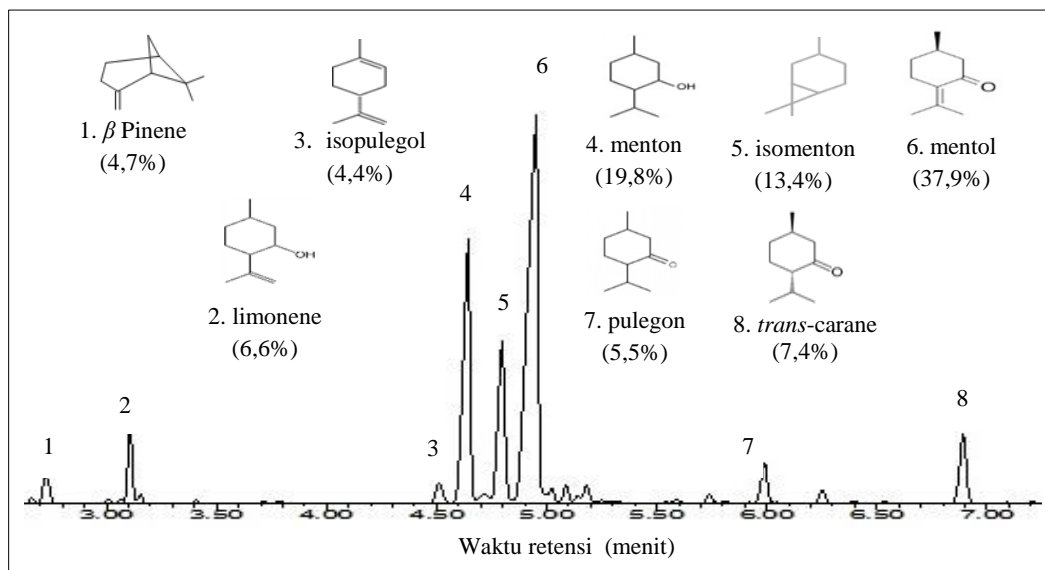 6
OH
O
1. β Pinene
(4,7%)
3. isopulegol
(4,4%)
4. menton
(19,8%)
5. isomenton
(13,4%)
6. mentol
(37,9%)
4
OH
O
O
2. limonene
(6,6%)
5
7. pulegon
(5,5%)
8. trans-carane
(7,4%)
1
2
3
7
8
3.00 3.50 4.00 4.50 5.00 5.50 6.00 6.50 7.00
Waktu retensi (menit)